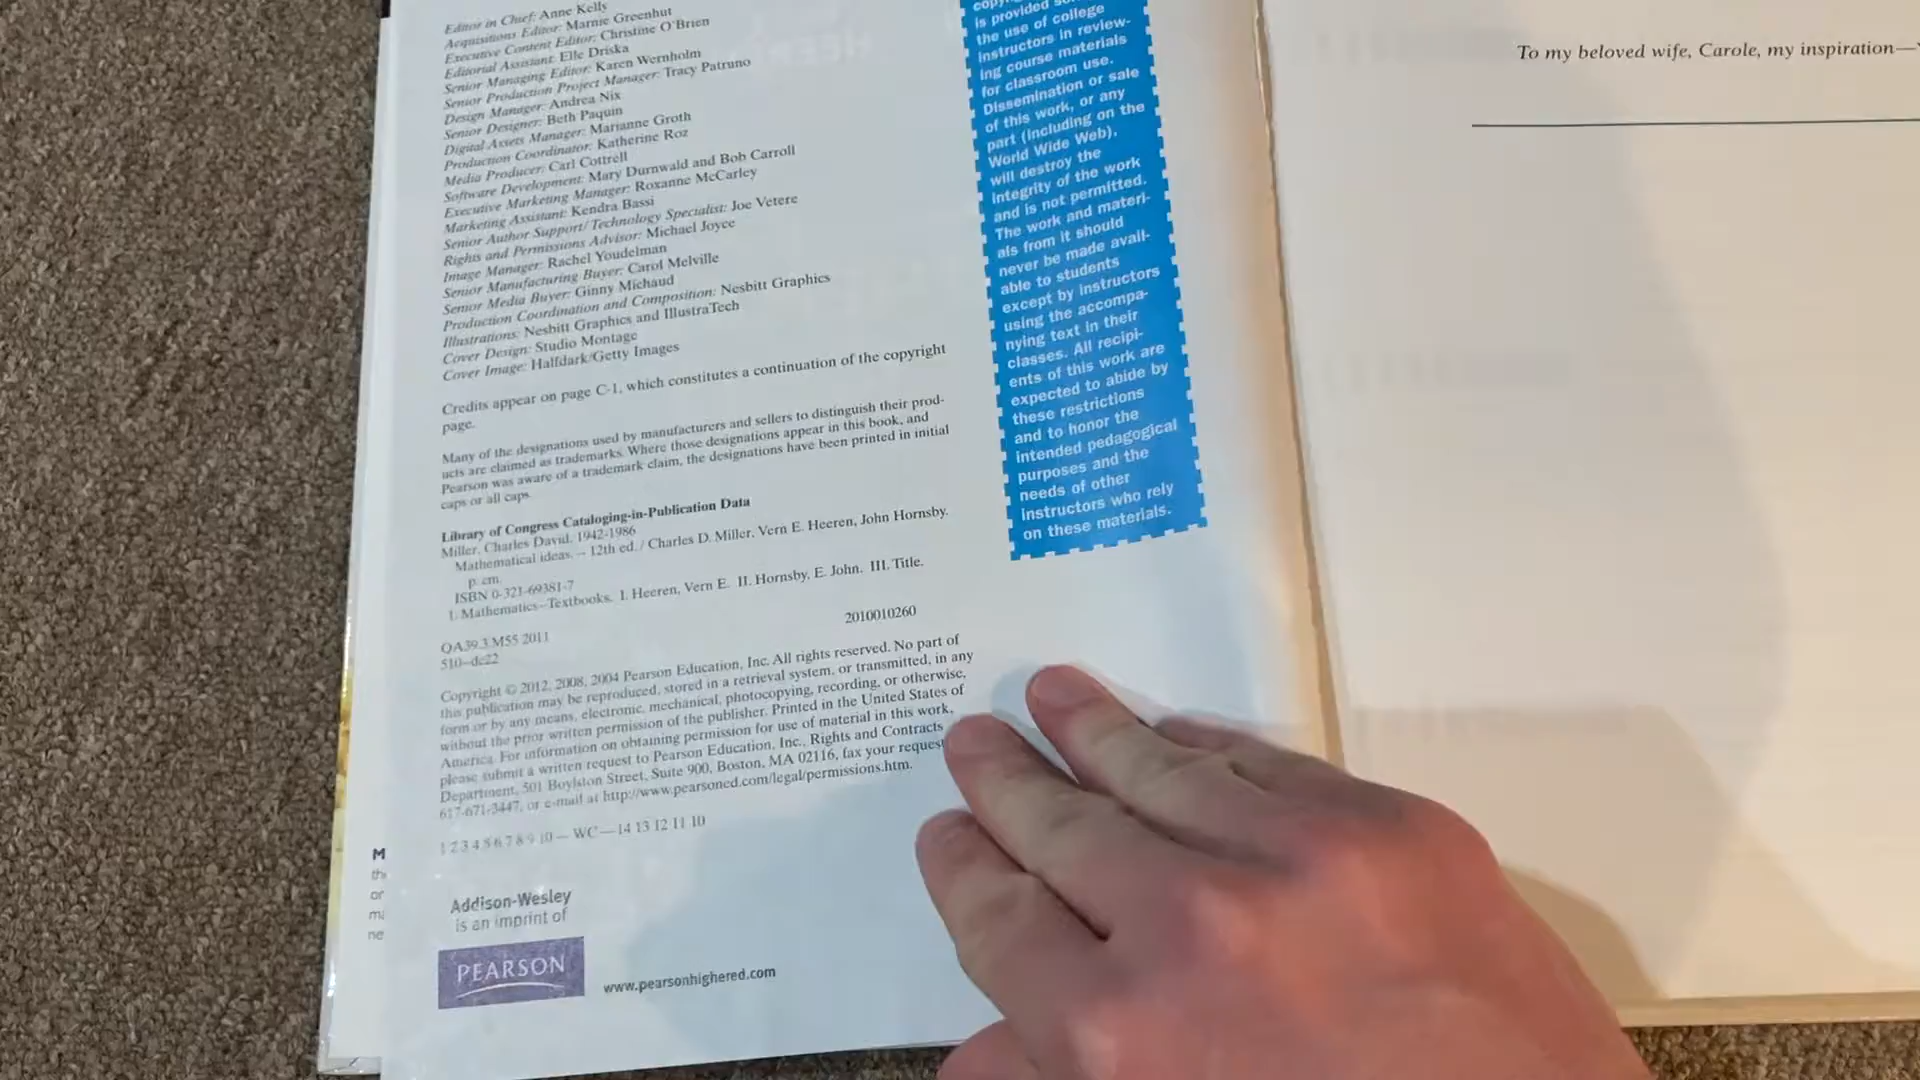 Editor in Chief: Anne Kelly
Acquisitions Editor: Marnie Greenhut
Executive Content Editor: Christine O'Brien
Editorial Assistant: Elle Driska
Senior Managing Editor: Karen Wernholm
Senior Production Project Manager: Tracy Patruno
Design Manager: Andrea Nix
Senior Designer: Beth Paquin
Digital Assets Manager: Marianne Groth
Production Coordinator: Katherine Roz
Media Producer: Carl Cottrell
Software Development: Mary Durnwald and Bob Carroll
Executive Marketing Manager: Roxanne McCarley
Marketing Assistant: Kendra Bassi
Senior Author Support/Technology Specialist: Joe Vetere
Rights and Permissions Advisor: Michael Joyce
Image Manager: Rachel Youdelman
Senior Manufacturing Buyer: Carol Melville
Senior Media Buyer: Ginny Michaud
Production Coordination and Composition: Nesbitt Graphics
Illustrations: Nesbitt Graphics and IllustraTech
Cover Design: Studio Montage
Cover Image: Halfdark/Getty Images
Credits appear on page C-1, which constitutes a continuation of the copyright
page.
Many of the designations used by manufacturers and sellers to distinguish their prod-
ucts are claimed as trademarks. Where those designations appear in this book, and
Pearson was aware of a trademark claim, the designations have been printed in initial
caps or all caps.
Library of Congress Cataloging-in-Publication Data
Miller, Charles David, 1942-1986
Mathematical ideas. – 12th ed. / Charles D. Miller, Vern E. Heeren, John Hornsby.
p. cm.
ISBN 0-321-69381-7
1. Mathematics–Textbooks. I. Heeren, Vern E. II. Hornsby, E. John. III. Title.
QA39.3 M55 2011
510–dc22
2010010260
Copyright © 2012, 2008, 2004 Pearson Education, Inc. All rights reserved. No part of
this publication may be reproduced, stored in a retrieval system, or transmitted, in any
form or by any means, electronic, mechanical, photocopying, recording, or otherwise,
without the prior written permission of the publisher. Printed in the United States of
America. For information on obtaining permission for use of material in this work,
please submit a written request to Pearson Education, Inc., Rights and Contracts
Department, 501 Boylston Street, Suite 900, Boston, MA 02116, fax your request
617-671-3447, or e-mail at http://www.pearsoned.com/legal/permissions.htm.
1 2 3 4 5 6 7 8 9 10 — WC — 14 13 12 11 10
Addison-Wesley
is an imprint of
PEARSON
www.pearsonhighered.com
is provided
the use of college
instructors in review-
ing course materials
for classroom use.
Dissemination or sale
of this work, or any
part (including on the
World Wide Web),
will destroy the
integrity of the work
and is not permitted.
The work and materi-
als from it should
never be made avail-
able to students
except by instructors
using the accompa-
nying text in their
classes. All recipi-
ents of this work are
expected to abide by
these restrictions
and to honor the
intended pedagogical
purposes and the
needs of other
instructors who rely
on these materials.
To my beloved wife, Carole, my inspiration—